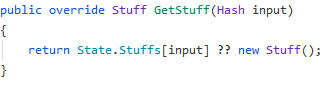 public override Stuff GetStuff(Hash input)
{
    return State.Stuffs[input] ?? new Stuff();
}